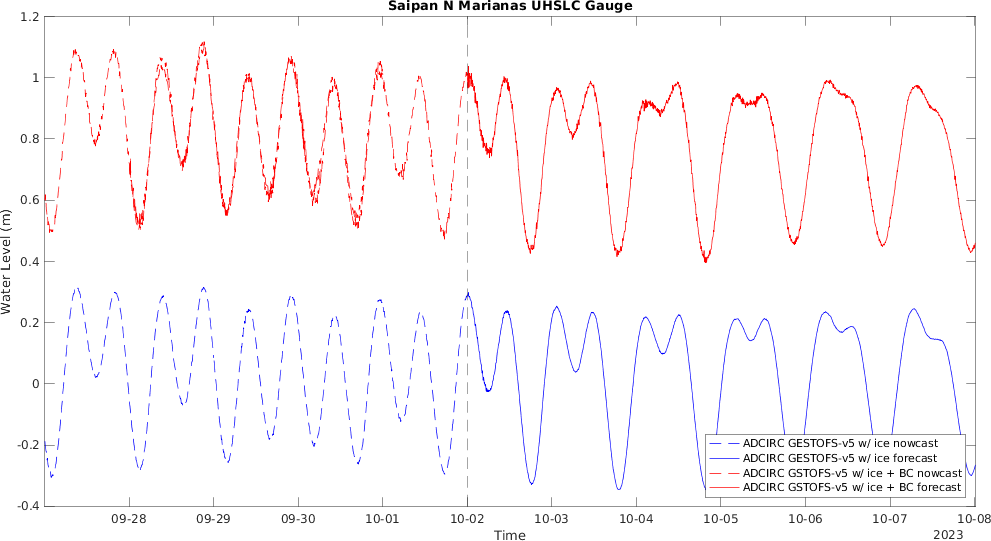 Saipan N Marianas UHSLC Gauge
Water Level (m)
1.2
1
0.8
0.6
0.4
0.2
0
-0.2
-0.4
ADCIRC GESTOFS-v5 w/ ice nowcast
ADCIRC GESTOFS-v5 w/ ice forecast
ADCIRC GSTOFS-v5 w/ ice + BC nowcast
ADCIRC GSTOFS-v5 w/ ice + BC forecast
09-28 09-29 09-30 10-01 10-02 10-03 10-04 10-05 10-06 10-07 10-08
Time
2023